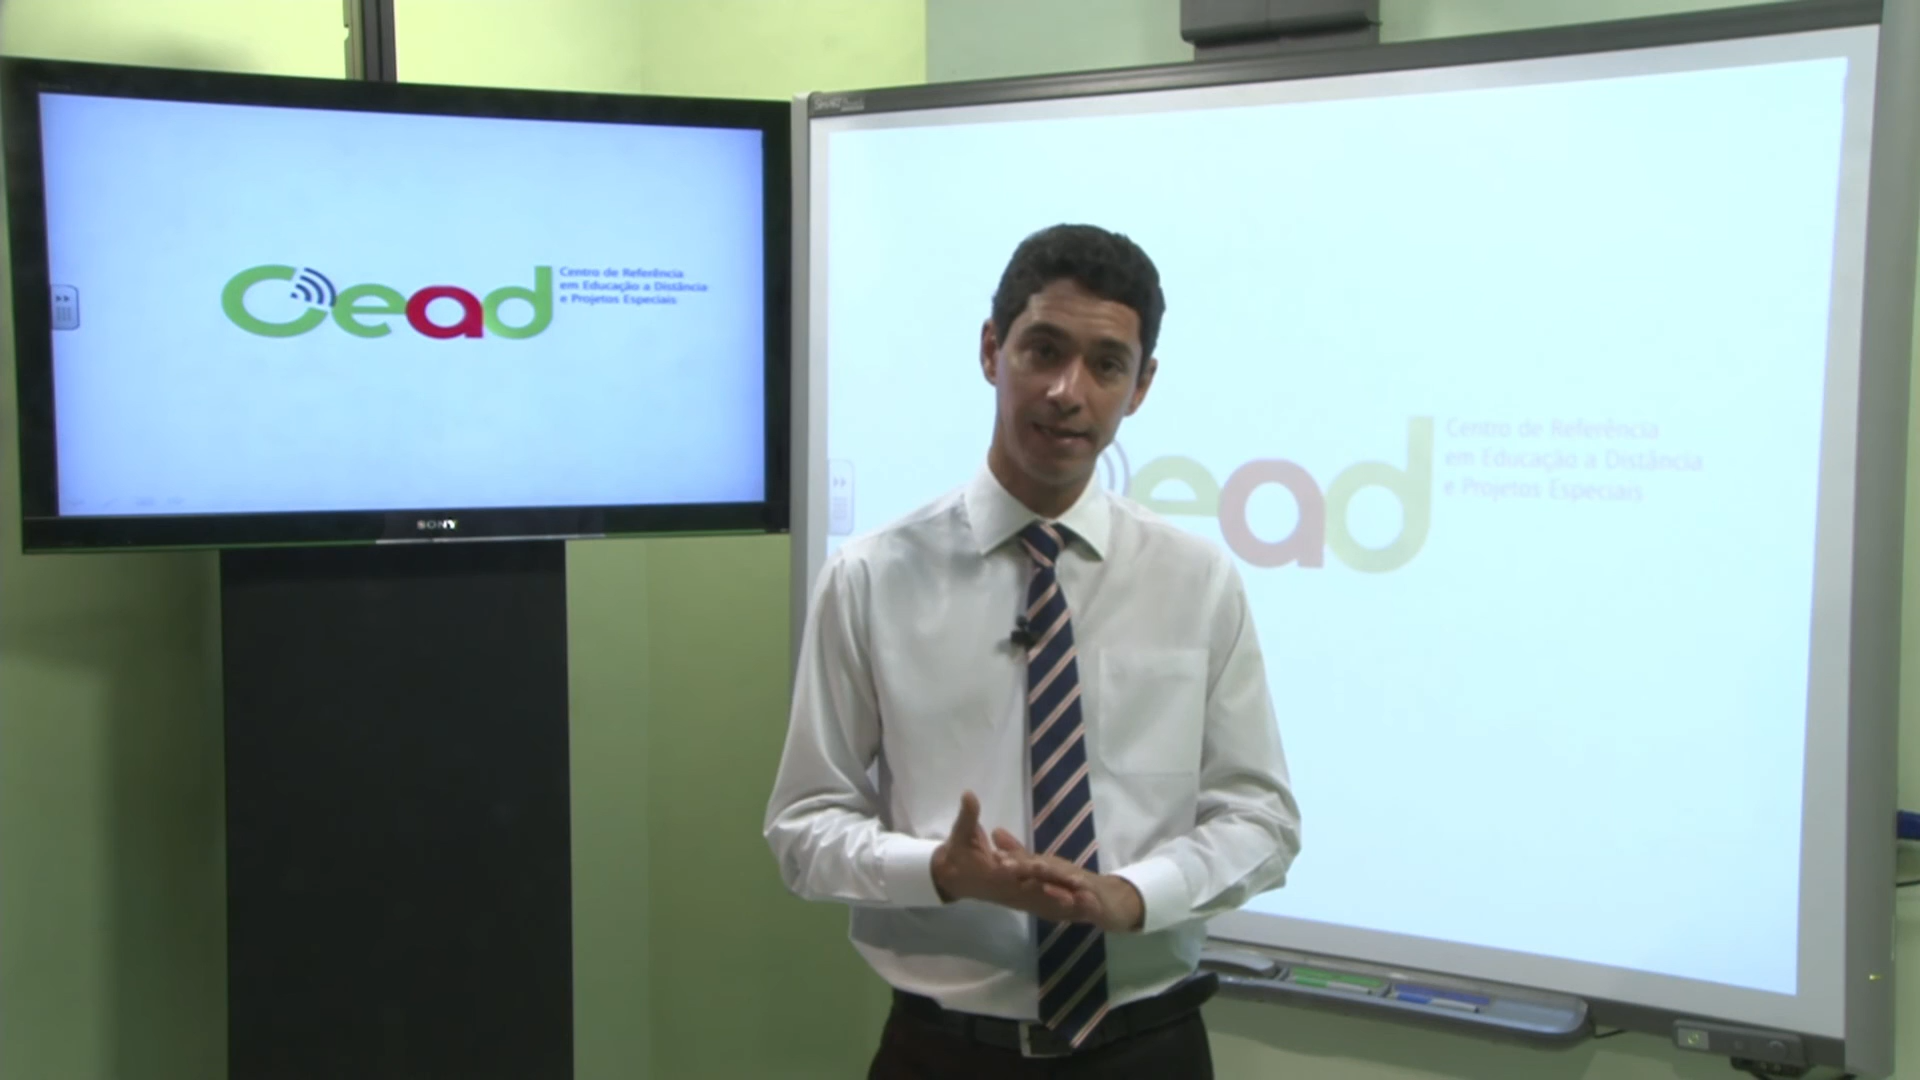 Cead
Centro de Referência
em Educação a Distância
e Projetos Especiais
SONY
ead
Centro de Referência
em Educação a Distância
e Projetos Especiais